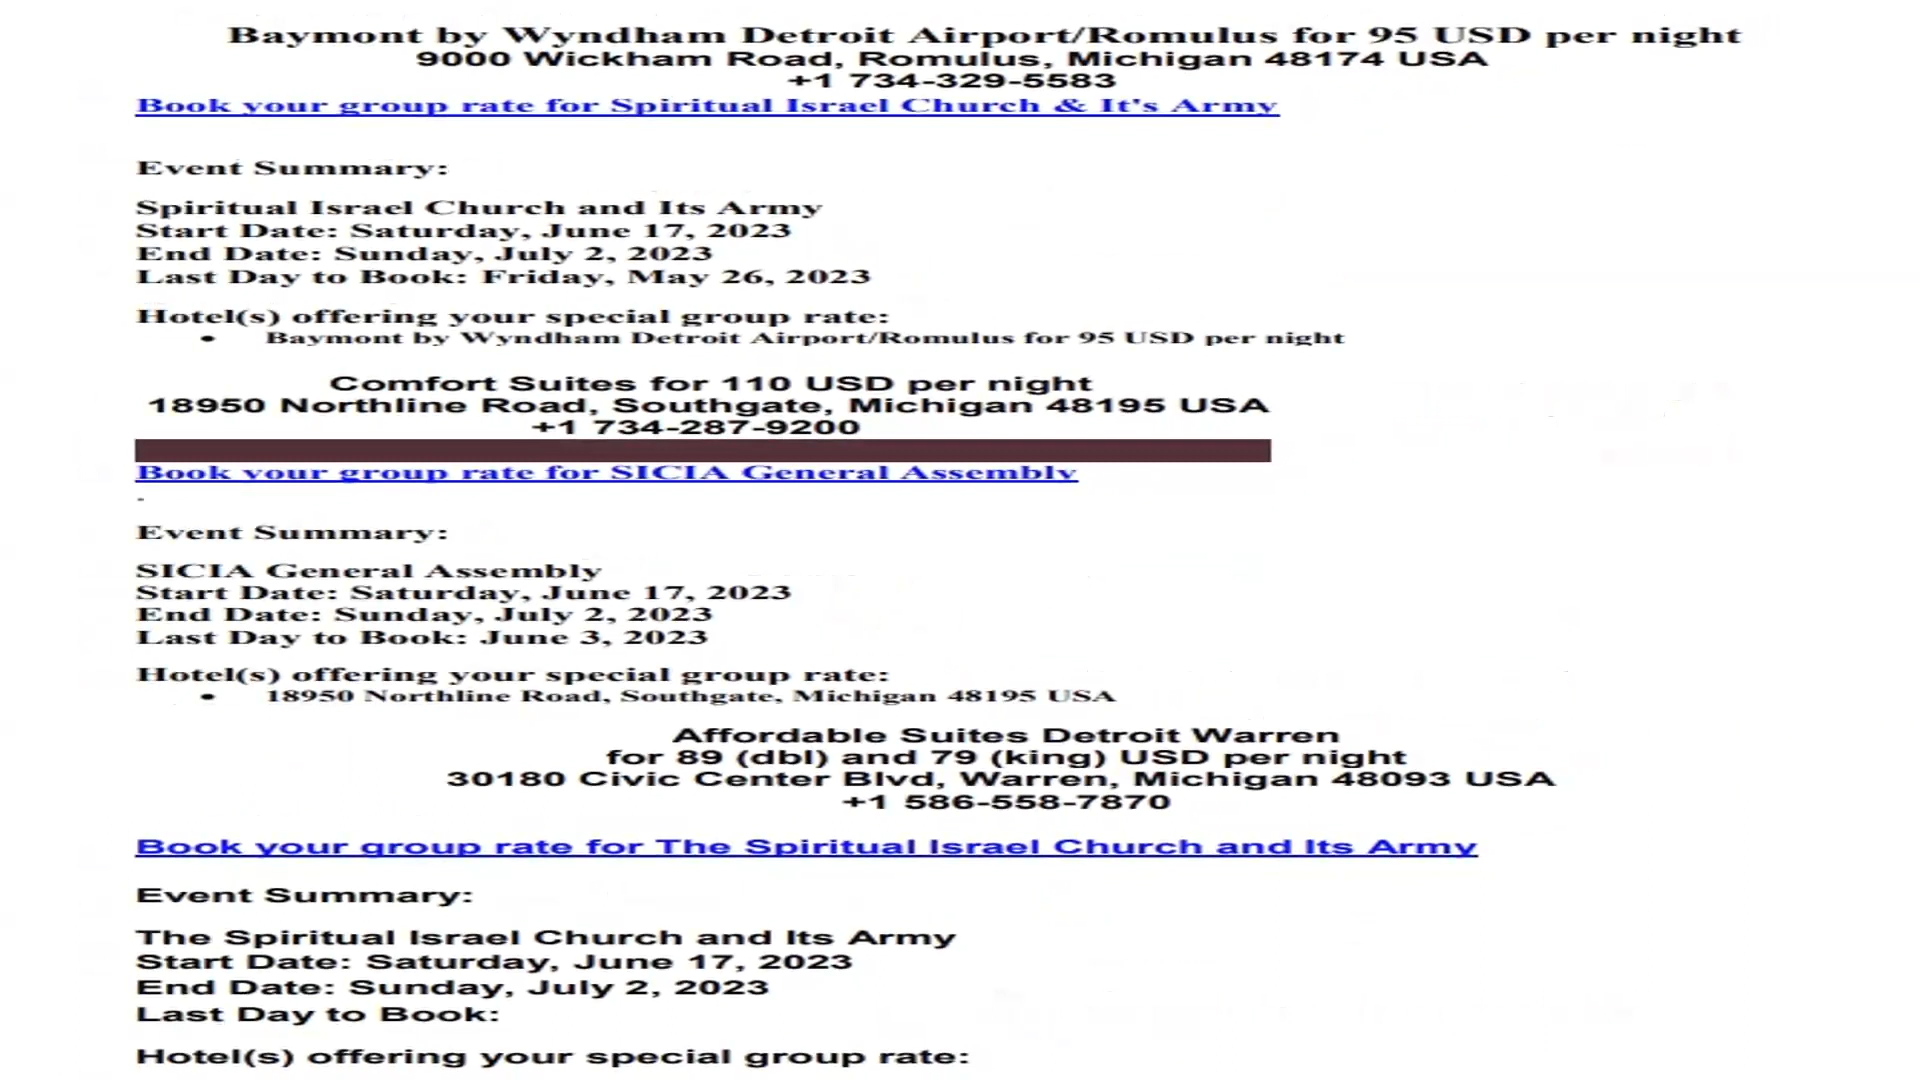 Baymont by Wyndham Detroit Airport/Romulus for 95 USD per night
9000 Wickham Road, Romulus, Michigan 48174 USA
+1 734-329-5583
Book your group rate for Spiritual Israel Church & It's Army
Event Summary:
Spiritual Israel Church and Its Army
Start Date: Saturday, June 17, 2023
End Date: Sunday, July 2, 2023
Last Day to Book: Friday, May 26, 2023
Hotel(s) offering your special group rate:
• Baymont by Wyndham Detroit Airport/Romulus for 95 USD per night
Comfort Suites for 110 USD per night
18950 Northline Road, Southgate, Michigan 48195 USA
+1 734-287-9200
Book your group rate for SICIA General Assembly
-
Event Summary:
SICIA General Assembly
Start Date: Saturday, June 17, 2023
End Date: Sunday, July 2, 2023
Last Day to Book: June 3, 2023
Hotel(s) offering your special group rate:
• 18950 Northline Road, Southgate, Michigan 48195 USA
Affordable Suites Detroit Warren
for 89 (dbl) and 79 (king) USD per night
30180 Civic Center Blvd, Warren, Michigan 48093 USA
+1 586-558-7870
Book your group rate for The Spiritual Israel Church and Its Army
Event Summary:
The Spiritual Israel Church and Its Army
Start Date: Saturday, June 17, 2023
End Date: Sunday, July 2, 2023
Last Day to Book:
Hotel(s) offering your special group rate: